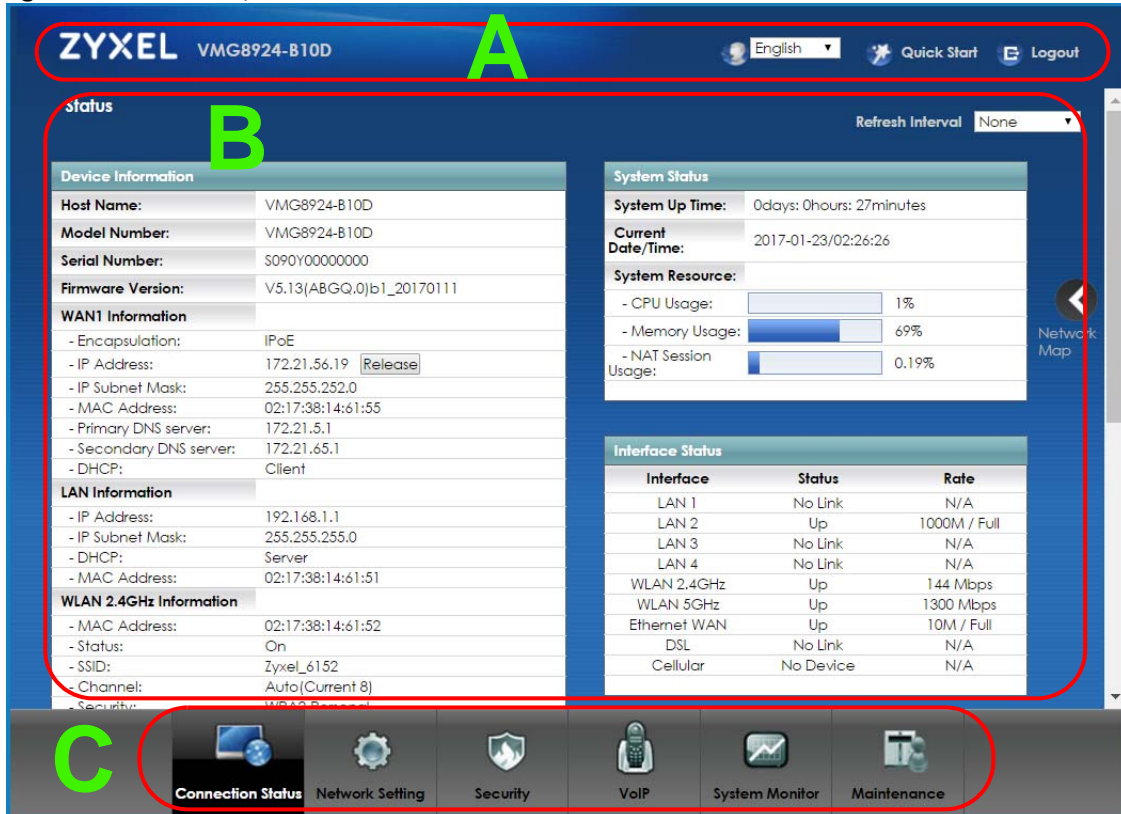 ZYXEL VMG8924-B10D A English Quick Start Logout
Status
B
Refresh Interval None
Device Information
Host Name: VMG8924-B10D
Model Number: VMG8924-B10D
Serial Number: S090Y00000000
Firmware Version: V5.13(ABGQ.0)b1_20170111
WAN1 Information
- Encapsulation: IPoE
- IP Address: 172.21.56.19 Release
- IP Subnet Mask: 255.255.252.0
- MAC Address: 02:17:38:14:61:55
- Primary DNS server: 172.21.5.1
- Secondary DNS server: 172.21.65.1
- DHCP: Client
LAN Information
- IP Address: 192.168.1.1
- IP Subnet Mask: 255.255.255.0
- DHCP: Server
- MAC Address: 02:17:38:14:61:51
WLAN 2.4GHz Information
- MAC Address: 02:17:38:14:61:52
- Status: On
- SSID: Zyxel_6152
- Channel: Auto(Current 8)
- Security: WPA2-Personal
System Status
System Up Time: 0days: 0hours: 27minutes
Current
Date/Time: 2017-01-23/02:26:26
System Resource:
- CPU Usage: 1%
- Memory Usage: 69%
- NAT Session
Usage: 0.19%
Interface Status
Interface Status Rate
LAN 1 No Link N/A
LAN 2 Up 1000M / Full
LAN 3 No Link N/A
LAN 4 No Link N/A
WLAN 2.4GHz Up 144 Mbps
WLAN 5GHz Up 1300 Mbps
Ethernet WAN Up 10M / Full
DSL No Link N/A
Cellular No Device N/A
Network
Map
C
Connection Status Network Setting Security VoIP System Monitor Maintenance